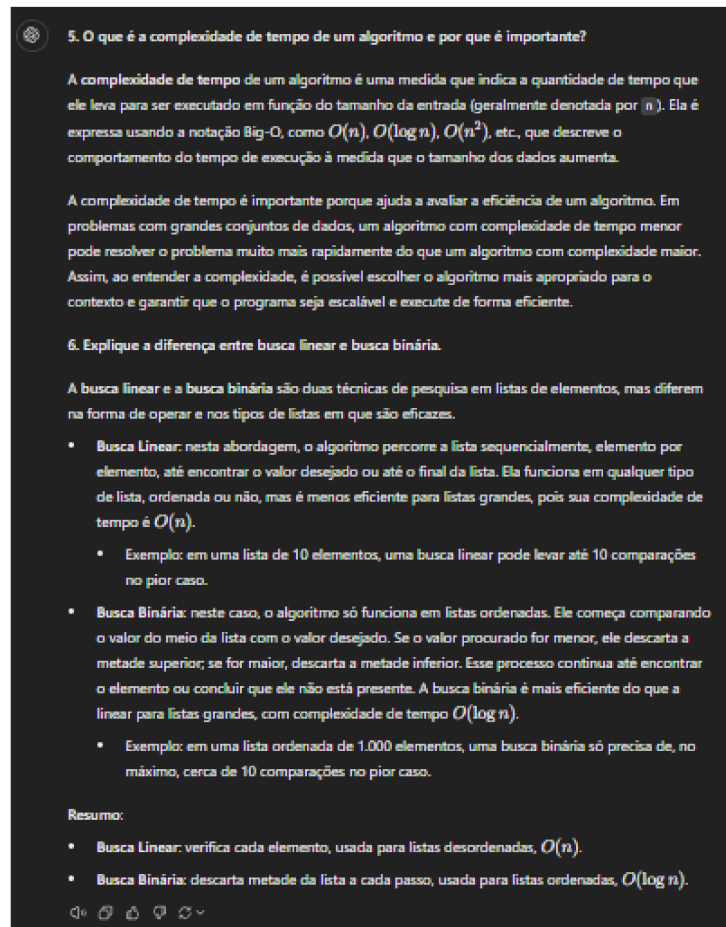 5. O que é a complexidade de tempo de um algoritmo e por que é importante?
A complexidade de tempo de um algoritmo é uma medida que indica a quantidade de tempo que
ele leva para ser executado em função do tamanho da entrada (geralmente denotada por n). Ela é
expressa usando a notação Big-O, como O(n), O(log n), O(n²), etc., que descreve o
comportamento do tempo de execução à medida que o tamanho dos dados aumenta.
A complexidade de tempo é importante porque ajuda a avaliar a eficiência de um algoritmo. Em
problemas com grandes conjuntos de dados, um algoritmo com complexidade de tempo menor
pode resolver o problema muito mais rapidamente do que um algoritmo com complexidade maior.
Assim, ao entender a complexidade, é possível escolher o algoritmo mais apropriado para o
contexto e garantir que o programa seja escalável e execute de forma eficiente.
6. Explique a diferença entre busca linear e busca binária.
A busca linear e a busca binária são duas técnicas de pesquisa em listas de elementos, mas diferem
na forma de operar e nos tipos de listas em que são eficazes.
• Busca Linear: nesta abordagem, o algoritmo percorre a lista sequencialmente, elemento por
elemento, até encontrar o valor desejado ou até o final da lista. Ela funciona em qualquer tipo
de lista, ordenada ou não, mas é menos eficiente para listas grandes, pois sua complexidade de
tempo é O(n).
• Exemplo: em uma lista de 10 elementos, uma busca linear pode levar até 10 comparações
no pior caso.
• Busca Binária: neste caso, o algoritmo só funciona em listas ordenadas. Ele começa comparando
o valor do meio da lista com o valor desejado. Se o valor procurado for menor, ele descarta a
metade superior; se for maior, descarta a metade inferior. Esse processo continua até encontrar
o elemento ou concluir que ele não está presente. A busca binária é mais eficiente do que a
linear para listas grandes, com complexidade de tempo O(log n).
• Exemplo: em uma lista ordenada de 1.000 elementos, uma busca binária só precisa de, no
máximo, cerca de 10 comparações no pior caso.
Resumo:
• Busca Linear: verifica cada elemento, usada para listas desordenadas, O(n).
• Busca Binária: descarta metade da lista a cada passo, usada para listas ordenadas, O(log n).